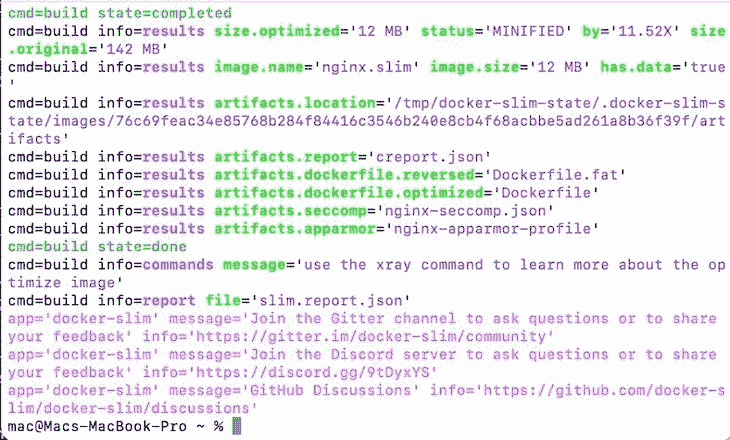 cmd=build state=completed
cmd=build info=results size.optimized='12 MB' status='MINIFIED' by='11.52X' size
.original='142 MB'
cmd=build info=results image.name='nginx.slim' image.size='12 MB' has.data='true
'
cmd=build info=results artifacts.location='/tmp/docker-slim-state/.docker-slim-s
tate/images/76c69feac34e85768b284f84416c3546b240e8cb4f68acbbe5ad261a8b36f39f/art
ifacts'
cmd=build info=results artifacts.report='creport.json'
cmd=build info=results artifacts.dockerfile.reversed='Dockerfile.fat'
cmd=build info=results artifacts.dockerfile.optimized='Dockerfile'
cmd=build info=results artifacts.seccomp='nginx-seccomp.json'
cmd=build info=results artifacts.apparmor='nginx-apparmor-profile'
cmd=build state=done
cmd=build info=commands message='use the xray command to learn more about the op
timize image'
cmd=build info=report file='slim.report.json'
app='docker-slim' message='Join the Gitter channel to ask questions or to share
your feedback' info='https://gitter.im/docker-slim/community'
app='docker-slim' message='Join the Discord server to ask questions or to share
your feedback' info='https://discord.gg/9tDyxYS'
app='docker-slim' message='GitHub Discussions' info='https://github.com/docker-s
lim/docker-slim/discussions'
mac@Macs-MacBook-Pro ~ %